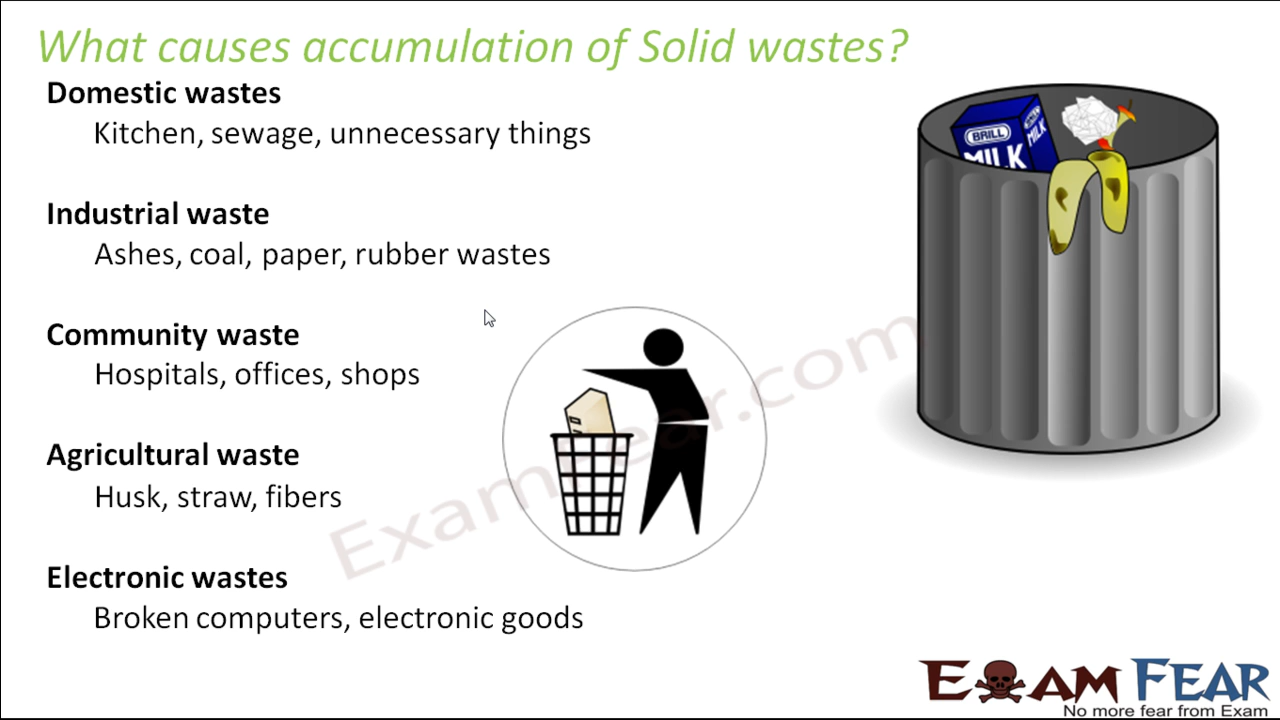 What causes accumulation of Solid wastes?
Domestic wastes
Kitchen, sewage, unnecessary things
Industrial waste
Ashes, coal, paper, rubber wastes
Community waste
Hospitals, offices, shops
Agricultural waste
Husk, straw, fibers
Electronic wastes
Broken computers, electronic goods
BRILL
MILK
MILK
Examfear.com
EXAM FEAR
No more fear from Exam